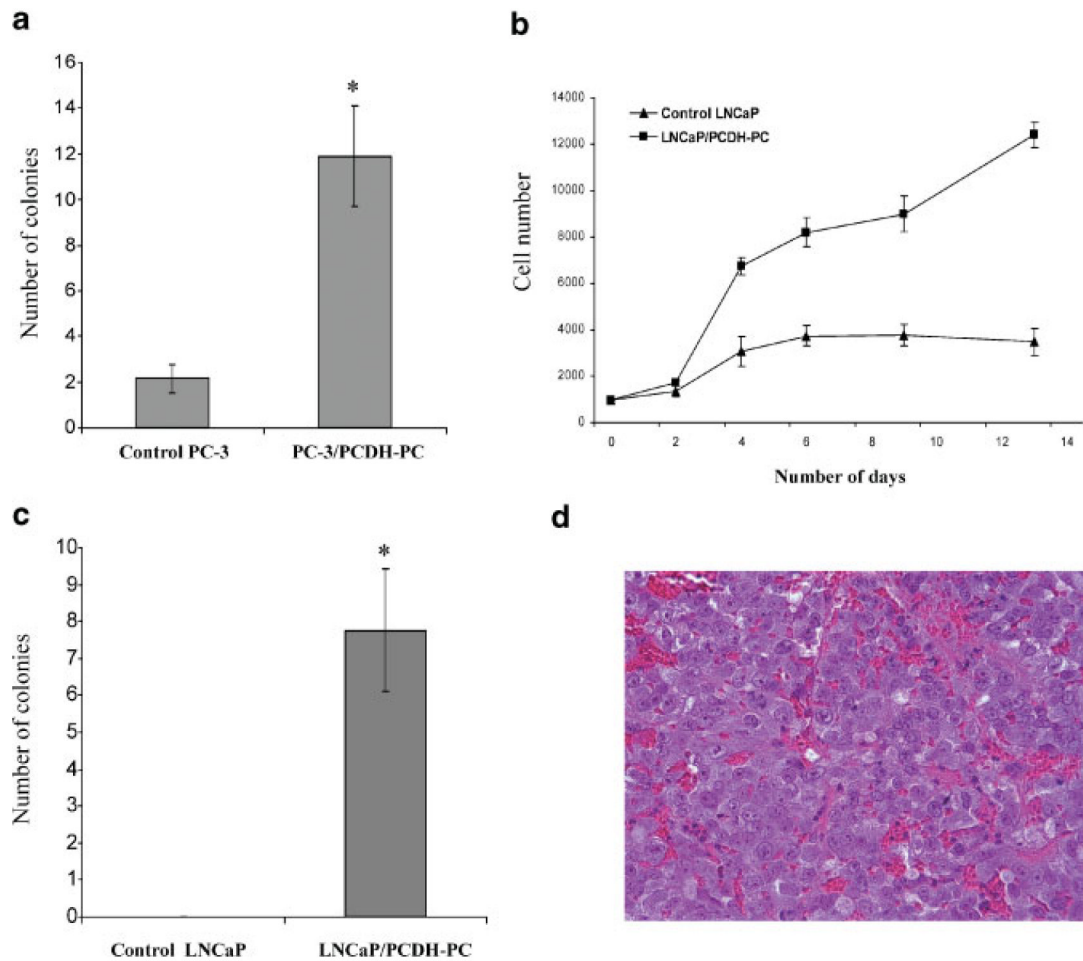 a
Number of colonies
16
14
12
10
8
6
4
2
0
*
Control PC-3
PC-3/PCDH-PC
b
Cell number
14000
12000
10000
8000
6000
4000
2000
0
Control LNCaP
LNCaP/PCDH-PC
0 2 4 6 8 10 12 14
Number of days
c
Number of colonies
10
9
8
7
6
5
4
3
2
1
0
*
Control LNCaP
LNCaP/PCDH-PC
d